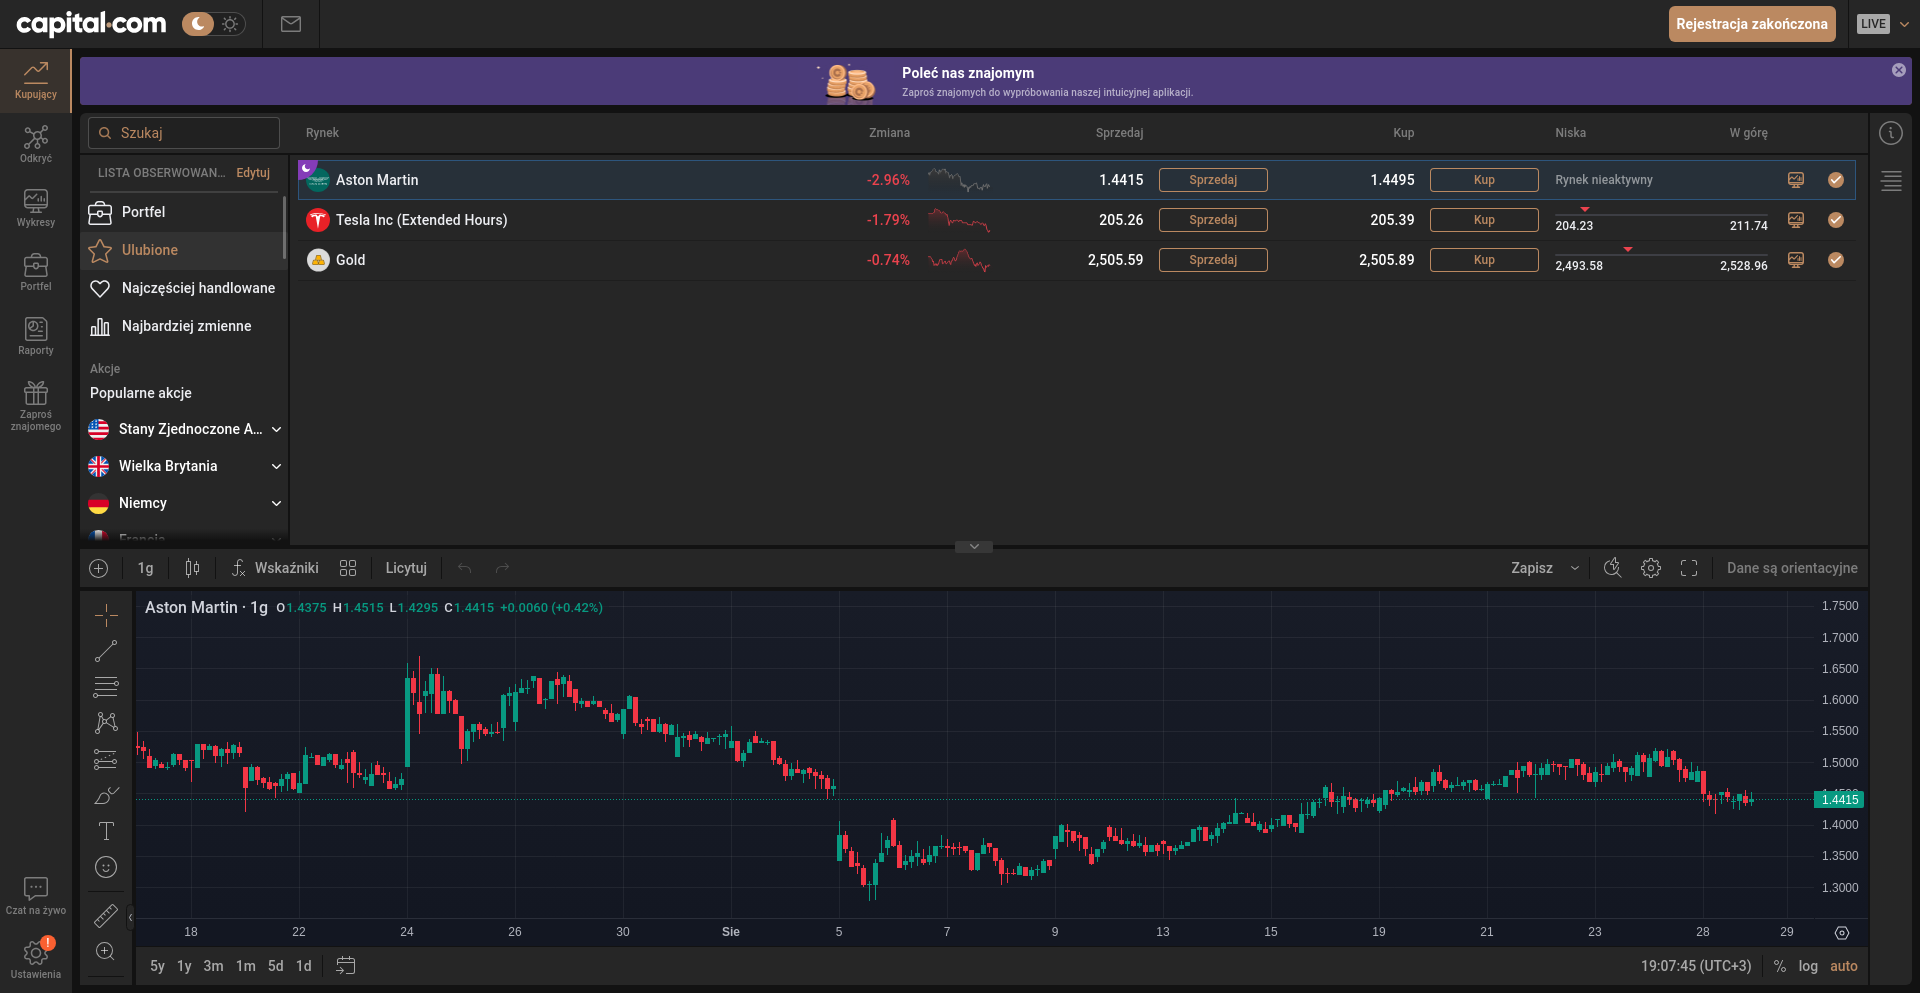 capital.com
Rejestracja zakończona
LIVE
Kupujący
Odkryć
Wykresy
Portfel
Raporty
Zaproś
znajomego
Czat na żywo
Ustawienia
Poleć nas znajomym
Zaproś znajomych do wypróbowania naszej intuicyjnej aplikacji.
Szukaj
LISTA OBSERWOWAN... Edytuj
Portfel
Ulubione
Najczęściej handlowane
Najbardziej zmienne
Akcje
Popularne akcje
Stany Zjednoczone A...
Wielka Brytania
Niemcy
Francja
Rynek Zmiana Sprzedaj Kup Niska W górę
Aston Martin -2.96% 1.4415 Sprzedaj 1.4495 Kup Rynek nieaktywny
Tesla Inc (Extended Hours) -1.79% 205.26 Sprzedaj 205.39 Kup 204.23 211.74
Gold -0.74% 2,505.59 Sprzedaj 2,505.89 Kup 2,493.58 2,528.96
1g Wskaźniki Licytuj Zapisz Dane są orientacyjne
Aston Martin · 1g O1.4375 H1.4515 L1.4295 C1.4415 +0.0060 (+0.42%)
1.7500
1.7000
1.6500
1.6000
1.5500
1.5000
1.4415
1.4000
1.3500
1.3000
18 22 24 26 30 Sie 5 7 9 13 15 19 21 23 28 29
5y 1y 3m 1m 5d 1d 19:07:45 (UTC+3) % log auto